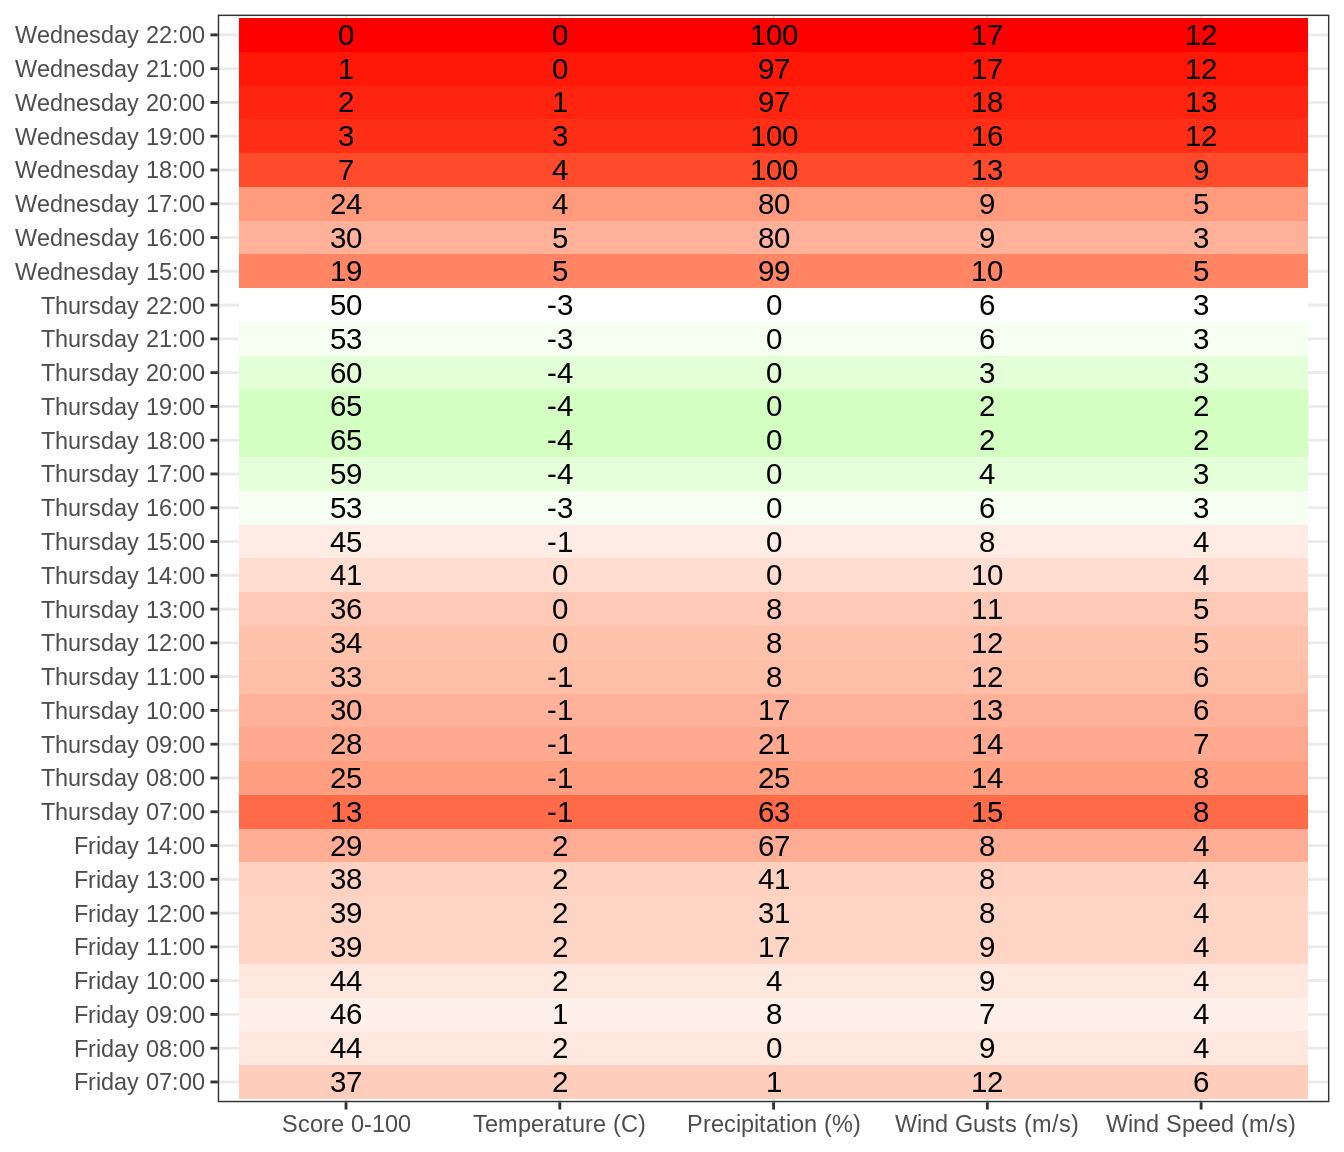 Wednesday 22:00 0 0 100 17 12
Wednesday 21:00 1 0 97 17 12
Wednesday 20:00 2 1 97 18 13
Wednesday 19:00 3 3 100 16 12
Wednesday 18:00 7 4 100 13 9
Wednesday 17:00 24 4 80 9 5
Wednesday 16:00 30 5 80 9 3
Wednesday 15:00 19 5 99 10 5
Thursday 22:00 50 -3 0 6 3
Thursday 21:00 53 -3 0 6 3
Thursday 20:00 60 -4 0 3 3
Thursday 19:00 65 -4 0 2 2
Thursday 18:00 65 -4 0 2 2
Thursday 17:00 59 -4 0 4 3
Thursday 16:00 53 -3 0 6 3
Thursday 15:00 45 -1 0 8 4
Thursday 14:00 41 0 0 10 4
Thursday 13:00 36 0 8 11 5
Thursday 12:00 34 0 8 12 5
Thursday 11:00 33 -1 8 12 6
Thursday 10:00 30 -1 17 13 6
Thursday 09:00 28 -1 21 14 7
Thursday 08:00 25 -1 25 14 8
Thursday 07:00 13 -1 63 15 8
Friday 14:00 29 2 67 8 4
Friday 13:00 38 2 41 8 4
Friday 12:00 39 2 31 8 4
Friday 11:00 39 2 17 9 4
Friday 10:00 44 2 4 9 4
Friday 09:00 46 1 8 7 4
Friday 08:00 44 2 0 9 4
Friday 07:00 37 2 1 12 6
Score 0-100 Temperature (C) Precipitation (%) Wind Gusts (m/s) Wind Speed (m/s)